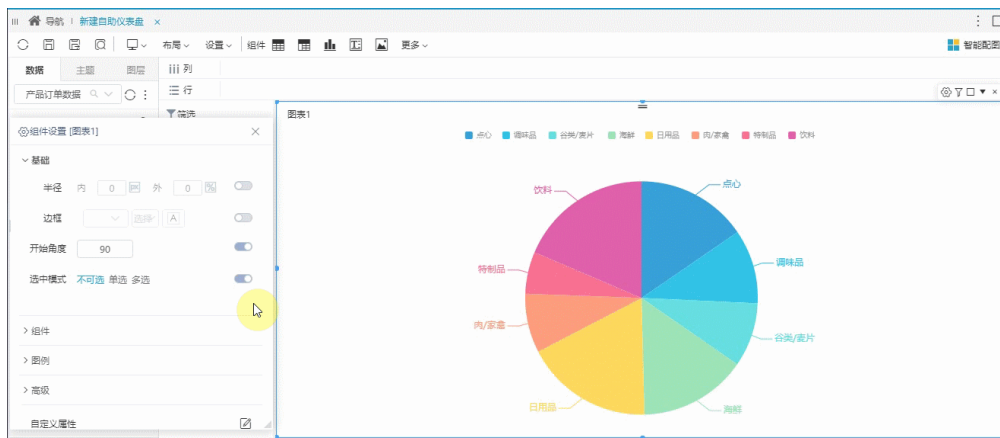 导航 新建自助仪表盘 ×
布局 设置 组件 更多 智能配图
数据 主题 图层 列
产品订单数据 行
筛选
组件设置 [图表1] ×
图表1
点心 调味品 谷类/麦片 海鲜 日用品 肉/家禽 特制品 饮料
基础
半径 内 0 px 外 0 %
边框 选择 A
开始角度 90
选中模式 不可选 单选 多选
组件
图例
高级
自定义属性
饮料
点心
调味品
特制品
肉/家禽
谷类/麦片
日用品
海鲜